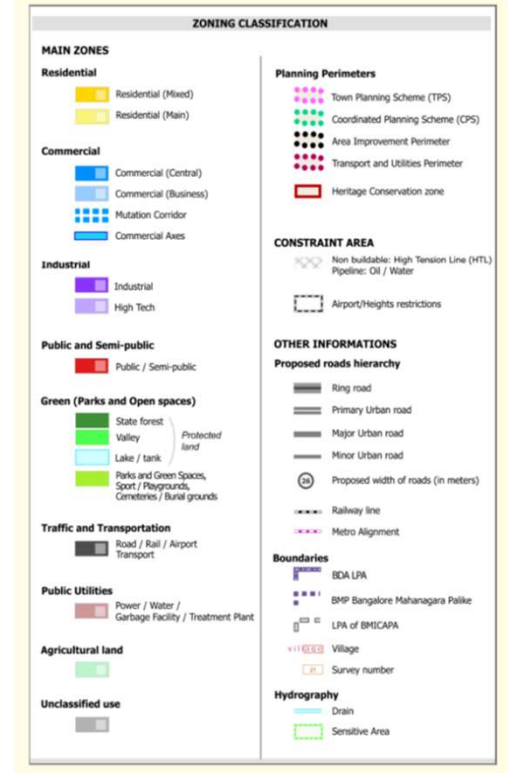 ZONING CLASSIFICATION
MAIN ZONES
Residential
Residential (Mixed)
Residential (Main)
Commercial
Commercial (Central)
Commercial (Business)
Mutation Corridor
Commercial Axes
Industrial
Industrial
High Tech
Public and Semi-public
Public / Semi-public
Green (Parks and Open spaces)
State forest
Valley
Lake / tank
Protected
land
Parks and Green Spaces,
Sport / Playgrounds,
Cemeteries / Burial grounds
Traffic and Transportation
Road / Rail / Airport
Transport
Public Utilities
Power / Water /
Garbage Facility / Treatment Plant
Agricultural land
Unclassified use
Planning Perimeters
Town Planning Scheme (TPS)
Coordinated Planning Scheme (CPS)
Area Improvement Perimeter
Transport and Utilities Perimeter
Heritage Conservation zone
CONSTRAINT AREA
Non buildable: High Tension Line (HTL)
Pipeline: Oil / Water
Airport/Heights restrictions
OTHER INFORMATIONS
Proposed roads hierarchy
Ring road
Primary Urban road
Major Urban road
Minor Urban road
Proposed width of roads (in meters)
Railway line
Metro Alignment
Boundaries
BDA LPA
BMP Bangalore Mahanagara Palike
LPA of BMICAPA
Village
21 Survey number
Hydrography
Drain
Sensitive Area